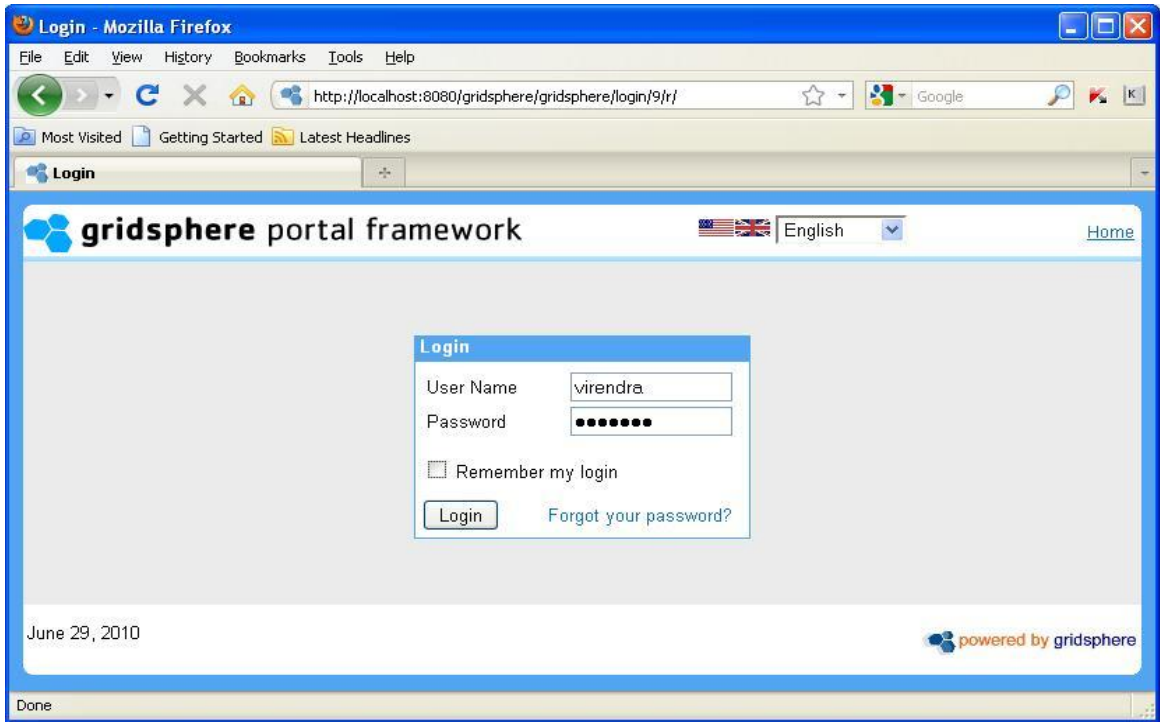 Login - Mozilla Firefox
File Edit View History Bookmarks Tools Help
http://localhost:8080/gridsphere/gridsphere/login/9/r/ Google K
Most Visited Getting Started Latest Headlines
Login
gridsphere portal framework English Home
Login
User Name virendra
Password •••••••
Remember my login
Login Forgot your password?
June 29, 2010 powered by gridsphere
Done